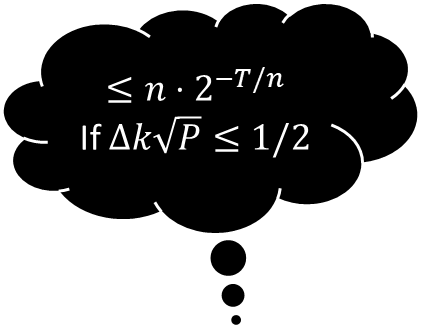 ≤ n · 2^{−T/n}
If Δk√P ≤ 1/2